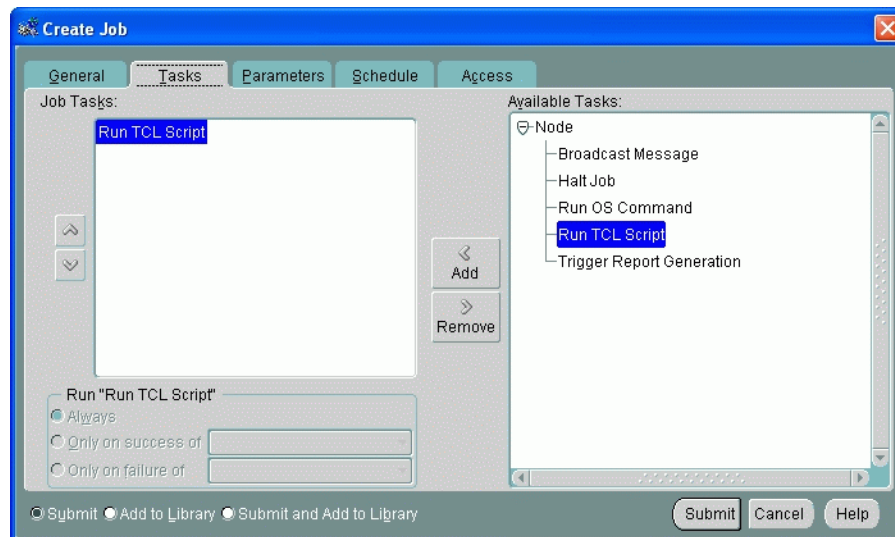 Create Job
General Tasks Parameters Schedule Access
Job Tasks:
Run TCL Script
Available Tasks:
Node
Broadcast Message
Halt Job
Run OS Command
Run TCL Script
Trigger Report Generation
Add
Remove
Run "Run TCL Script"
Always
Only on success of
Only on failure of
Submit Add to Library Submit and Add to Library
Submit Cancel Help